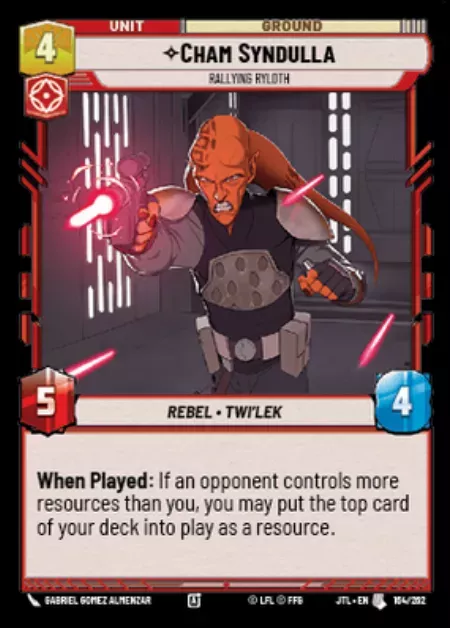 UNIT
GROUND
4
CHAM SYNDULLA
RALLYING RYLOTH
5
REBEL • TWI'LEK
4
When Played: If an opponent controls more
resources than you, you may put the top card
of your deck into play as a resource.
GABRIEL GOMEZ ALMENZAR
A
© LFL © FFG
JTL • EN
164/262